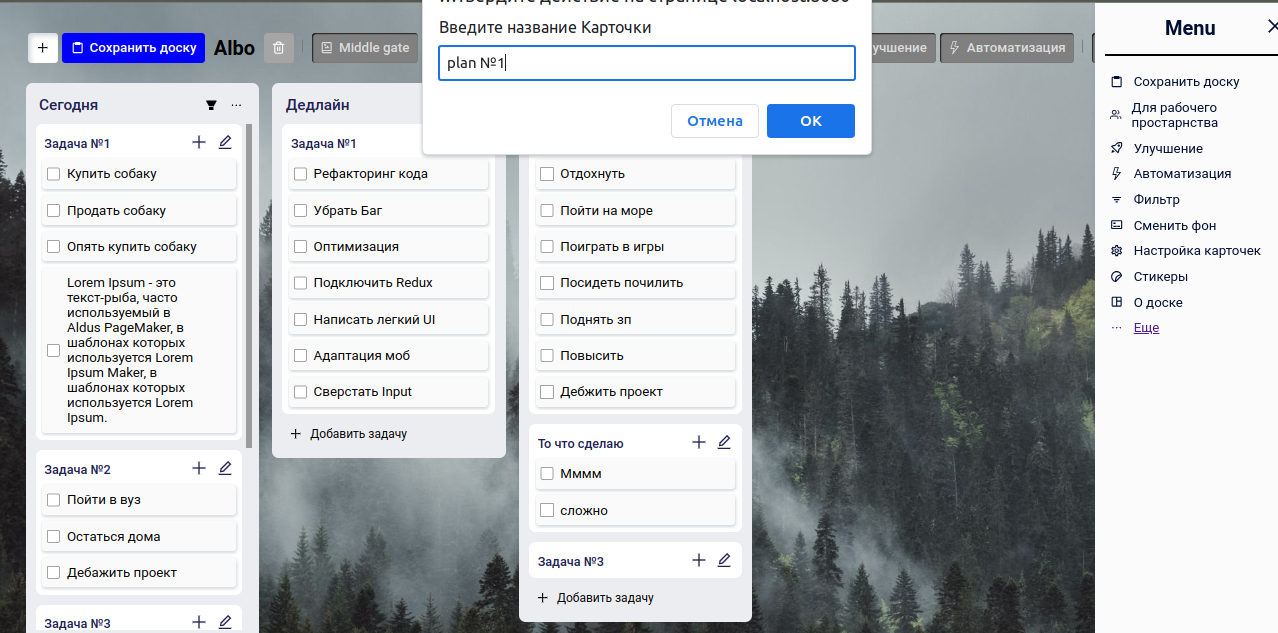 Введите название Карточки
plan №1
Отмена
OK
+ Сохранить доску
Albo
Middle gate
учшение
Автоматизация
Сегодня
...
Задача №1
Купить собаку
Продать собаку
Опять купить собаку
Lorem Ipsum - это
текст-рыба, часто
используемый в
Aldus PageMaker, в
шаблонах которых
используется Lorem
Ipsum Maker, в
шаблонах которых
используется Lorem
Ipsum.
Задача №2
Пойти в вуз
Остаться дома
Дебажить проект
Задача №3
Дедлайн
Задача №1
Рефакторинг кода
Убрать Баг
Оптимизация
Подключить Redux
Написать легкий UI
Адаптация моб
Сверстать Input
+ Добавить задачу
Отдохнуть
Пойти на море
Поиграть в игры
Посидеть почилить
Поднять зп
Повысить
Дебжить проект
То что сделаю
Мммм
сложно
Задача №3
+ Добавить задачу
Menu
Сохранить доску
Для рабочего
простарнства
Улучшение
Автоматизация
Фильтр
Сменить фон
Настройка карточек
Стикеры
О доске
... Еще